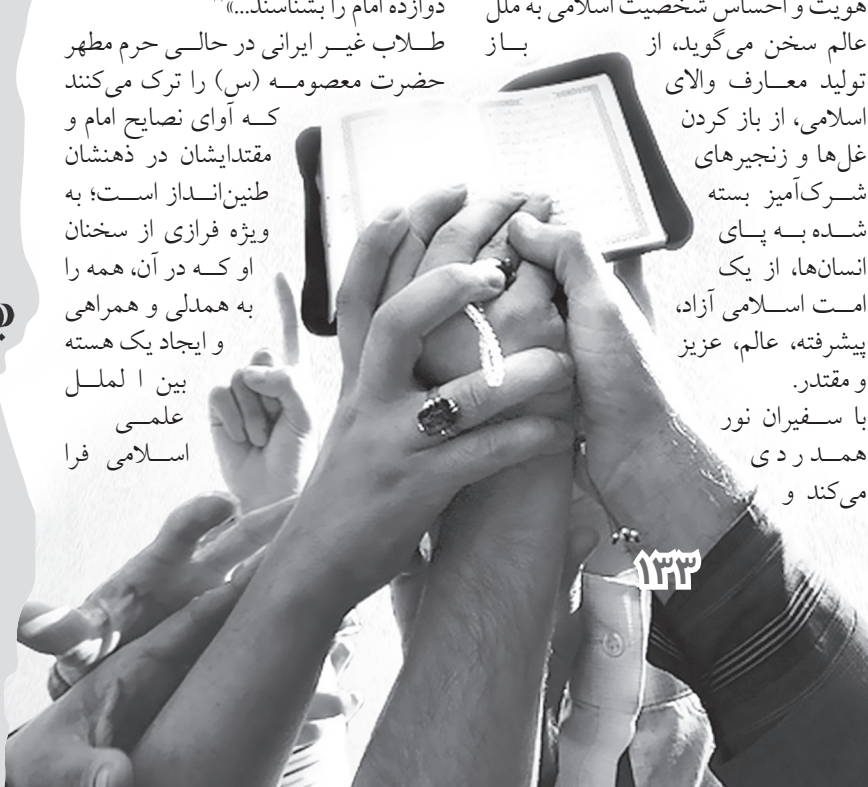 هویت و احساس شخصیت اسلامی به ملل
عالم سخن می‌گوید، از باز
تولید معارف والای
اسلامی، از باز کردن
غل‌ها و زنجیرهای
شرک‌آمیز بسته
شده به پای
انسان‌ها، از یک
امت اسلامی آزاد،
پیشرفته، عالم، عزیز
و مقتدر.
با سفیران نور
همدردی
می‌کند و
دوازده امام را بشناسند...»
طلاب غیر ایرانی در حالی حرم مطهر
حضرت معصومه (س) را ترک می‌کنند
که آوای نصایح امام و
مقتدایشان در ذهنشان
طنین‌انداز است؛ به
ویژه فرازی از سخنان
او که در آن، همه را
به همدلی و همراهی
و ایجاد یک هسته
بین ا لملل
علمی
اسلامی فرا
۱۳۳